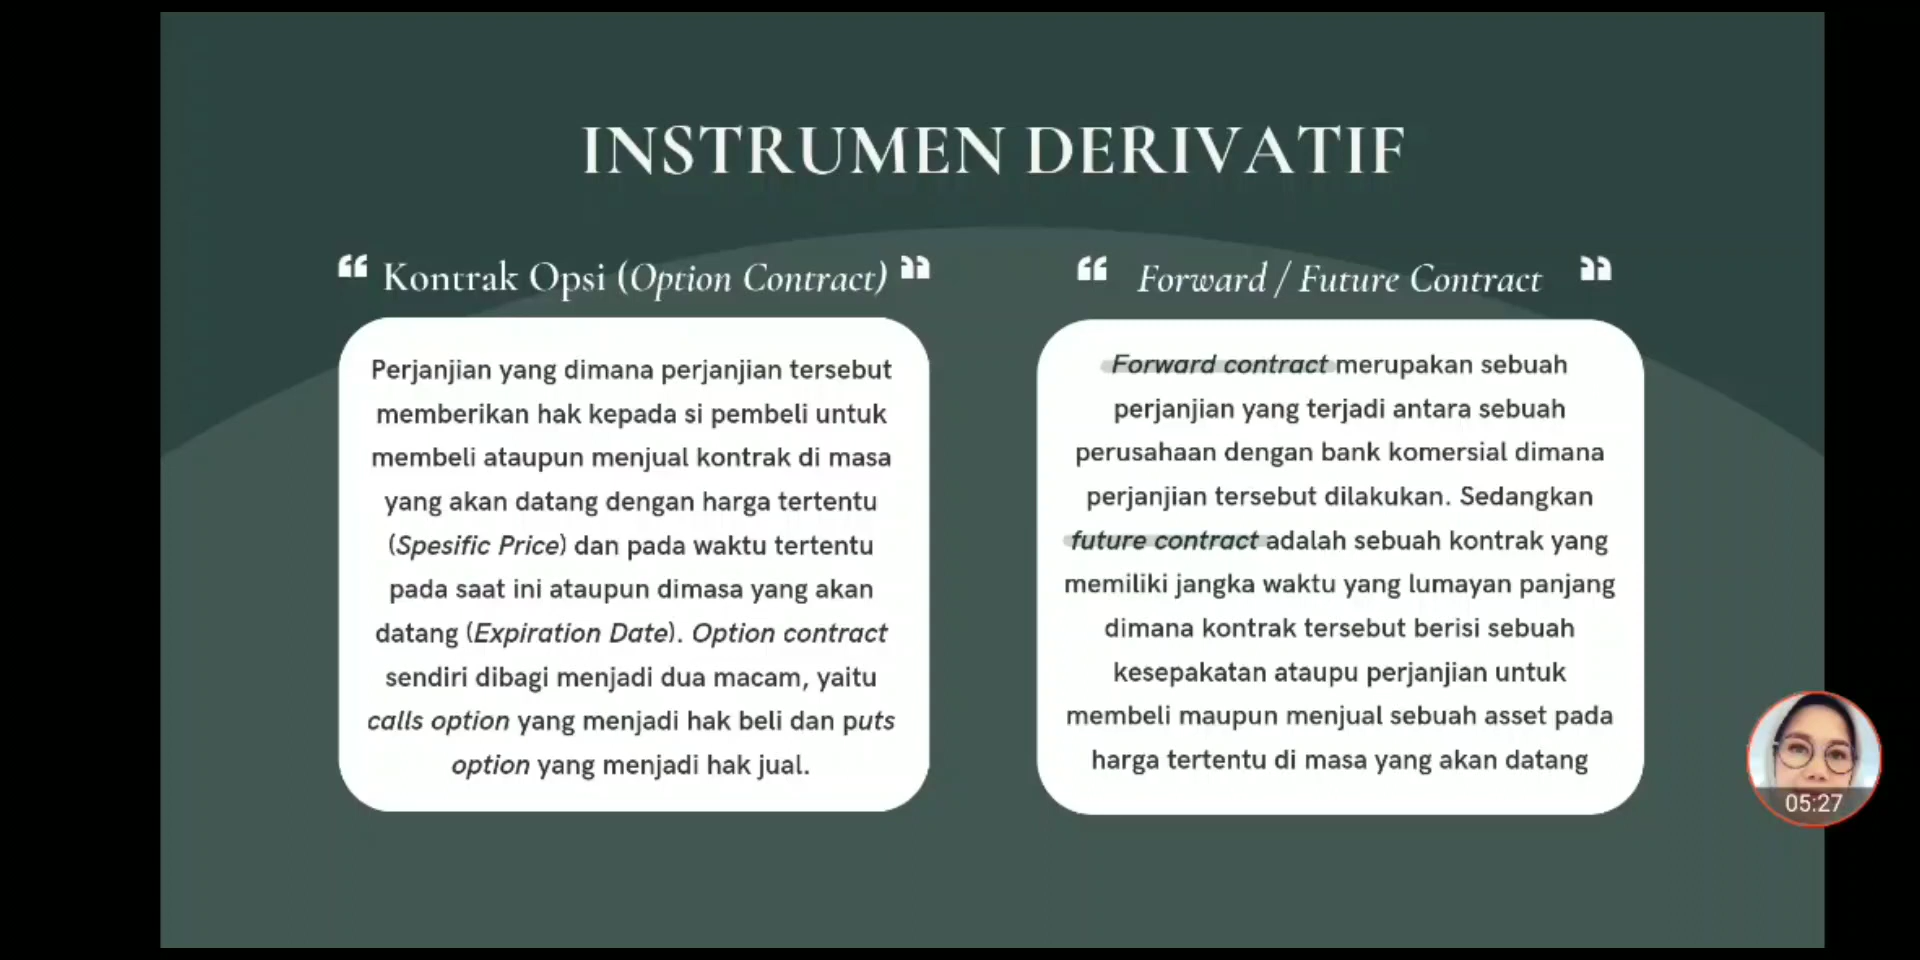 INSTRUMEN DERIVATIF
“ Kontrak Opsi (Option Contract) ”
Perjanjian yang dimana perjanjian tersebut
memberikan hak kepada si pembeli untuk
membeli ataupun menjual kontrak di masa
yang akan datang dengan harga tertentu
(Spesific Price) dan pada waktu tertentu
pada saat ini ataupun dimasa yang akan
datang (Expiration Date). Option contract
sendiri dibagi menjadi dua macam, yaitu
calls option yang menjadi hak beli dan puts
option yang menjadi hak jual.
“ Forward / Future Contract ”
Forward contract merupakan sebuah
perjanjian yang terjadi antara sebuah
perusahaan dengan bank komersial dimana
perjanjian tersebut dilakukan. Sedangkan
future contract adalah sebuah kontrak yang
memiliki jangka waktu yang lumayan panjang
dimana kontrak tersebut berisi sebuah
kesepakatan ataupu perjanjian untuk
membeli maupun menjual sebuah asset pada
harga tertentu di masa yang akan datang
05:27